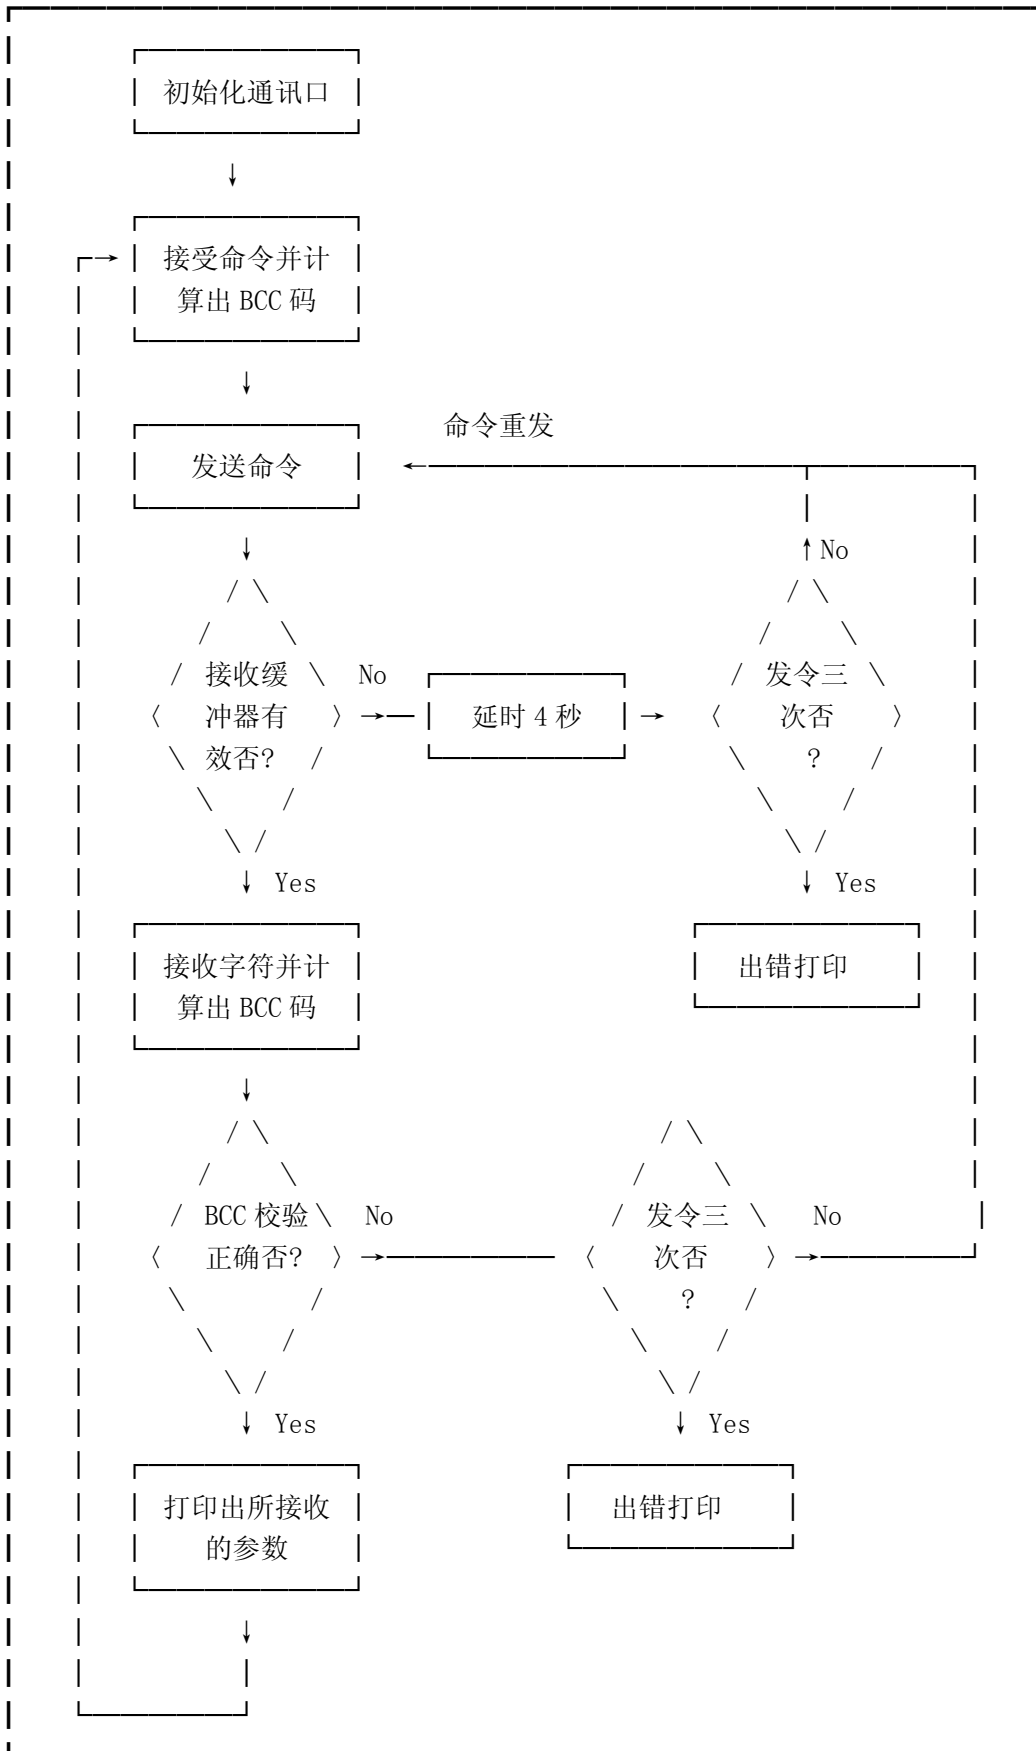 初始化通讯口
接受命令并计
算出 BCC 码
命令重发
发送命令
No
接收缓
冲器有
效否?
No
延时 4 秒
发令三
次否
?
Yes
Yes
接收字符并计
算出 BCC 码
出错打印
BCC 校验
正确否?
No
发令三
次否
?
No
Yes
Yes
打印出所接收
的参数
出错打印